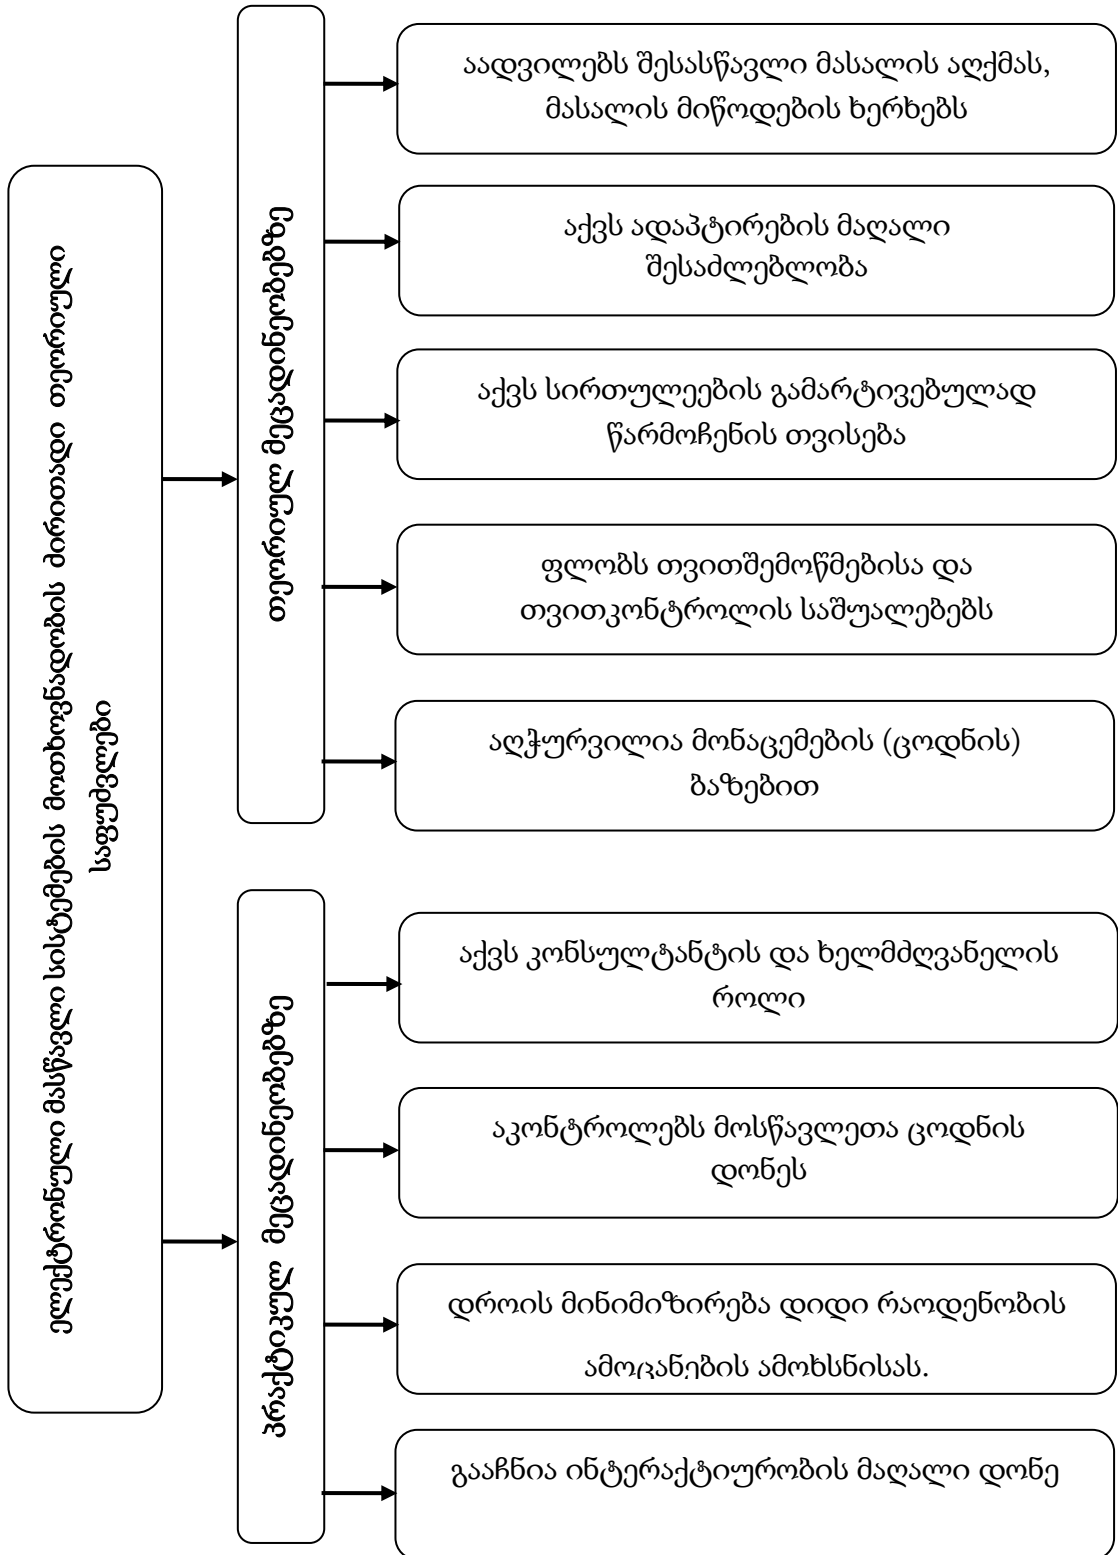 ელექტრონული მასწავლი სისტემების მოთხოვნადობის ძირითადი თეორიული
საფუძვლები
თეორიულ მეცადინეობებზე
აადვილებს შესასწავლი მასალის აღქმას,
მასალის მიწოდების ხერხებს
აქვს ადაპტირების მაღალი
შესაძლებლობა
აქვს სირთულეების გამარტივებულად
წარმოჩენის თვისება
ფლობს თვითშემოწმებისა და
თვითკონტროლის საშუალებებს
აღჭურვილია მონაცემების (ცოდნის)
ბაზებით
პრაქტიკულ მეცადინეობებზე
აქვს კონსულტანტის და ხელმძღვანელის
როლი
აკონტროლებს მოსწავლეთა ცოდნის
დონეს
დროის მინიმიზირება დიდი რაოდენობის
ამოცანების ამოხსნისას.
გააჩნია ინტერაქტიურობის მაღალი დონე